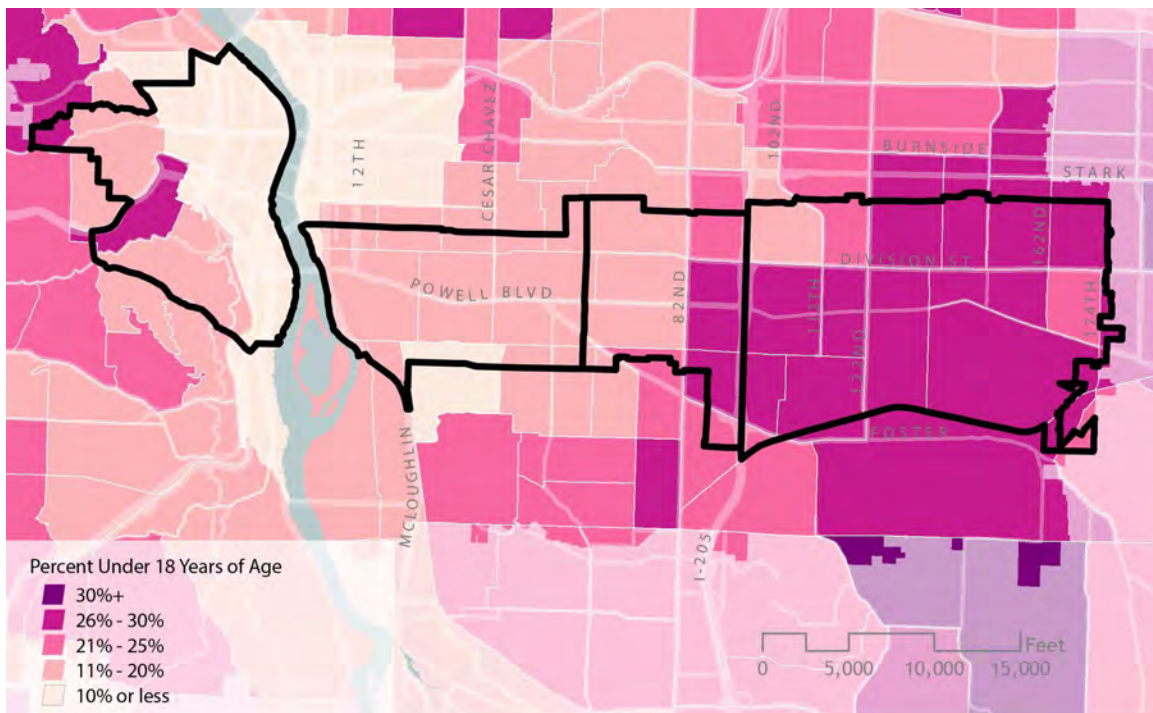 102ND
CESAR CHAVEZ
12TH
BURNSIDE
STARK
162ND
DIVISION ST
POWELL BLVD
82ND
111TH
174TH
122ND
FOSTER
MCLOUGHLIN
I-205
Percent Under 18 Years of Age
30%+
26% - 30%
21% - 25%
11% - 20%
10% or less
Feet
0 5,000 10,000 15,000